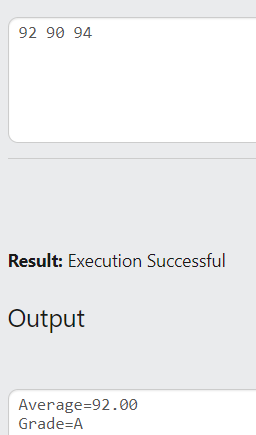 92 90 94
Result: Execution Successful
Output
Average=92.00
Grade=A